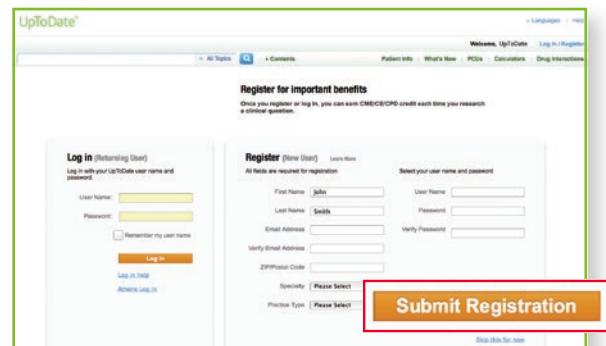 UpToDate®
Languages Help
Welcome, UpToDate Log In / Register
All Topics Contents Patient Info What's New PCUs Calculators Drug Interactions
Register for important benefits
Once you register or log in, you can earn CME/CE/CPD credit each time you research
a clinical question.
Log in (Returning User)
Log in with your UpToDate user name and
password.
User Name:
Password:
Remember my user name
Log in
Log in help
Athens Log in
Register (New User) Learn More
All fields are required for registration
First Name John
Last Name Smith
Email Address
Verify Email Address
ZIP/Postal Code
Specialty Please Select
Practice Type Please Select
Select your user name and password
User Name
Password
Verify Password
Submit Registration
Skip this for now